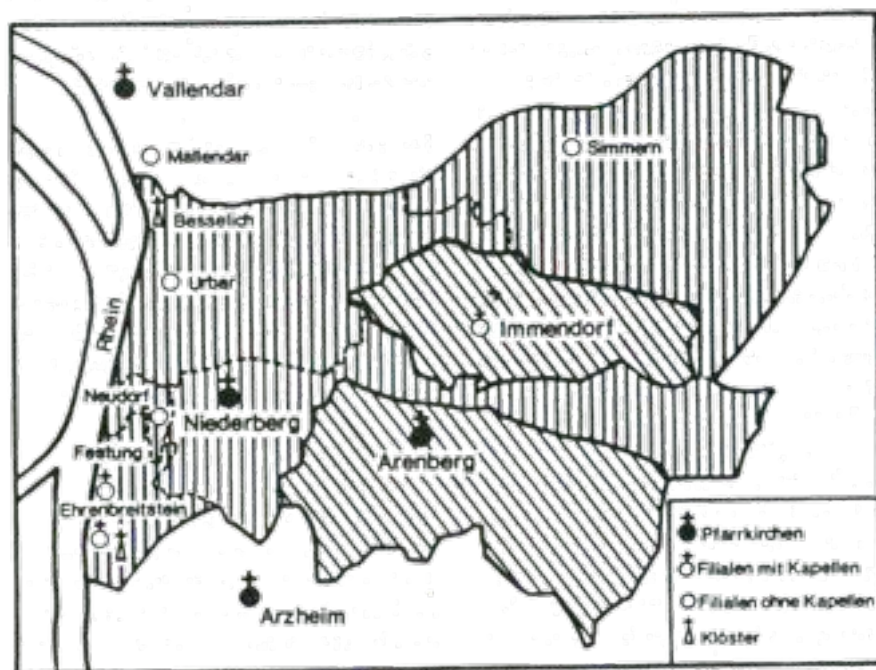 Vallendar
Mallendar
Simmern
Besselich
Urbar
Rhein
Immendorf
Neudorf
Niederberg
Festung
Arenberg
Ehrenbreitstein
Arzheim
Pfarrkirchen
Filialen mit Kapellen
Filialen ohne Kapellen
Klöster